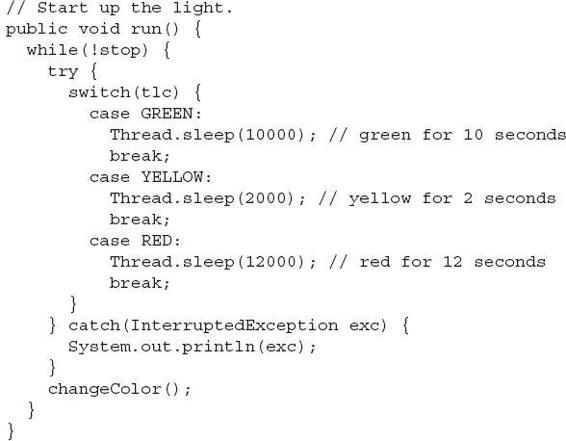 // Start up the light.
public void run() {
  while(!stop) {
    try {
      switch(tlc) {
        case GREEN:
          Thread.sleep(10000); // green for 10 seconds
          break;
        case YELLOW:
          Thread.sleep(2000); // yellow for 2 seconds
          break;
        case RED:
          Thread.sleep(12000); // red for 12 seconds
          break;
      }
    } catch(InterruptedException exc) {
      System.out.println(exc);
    }
    changeColor();
  }
}